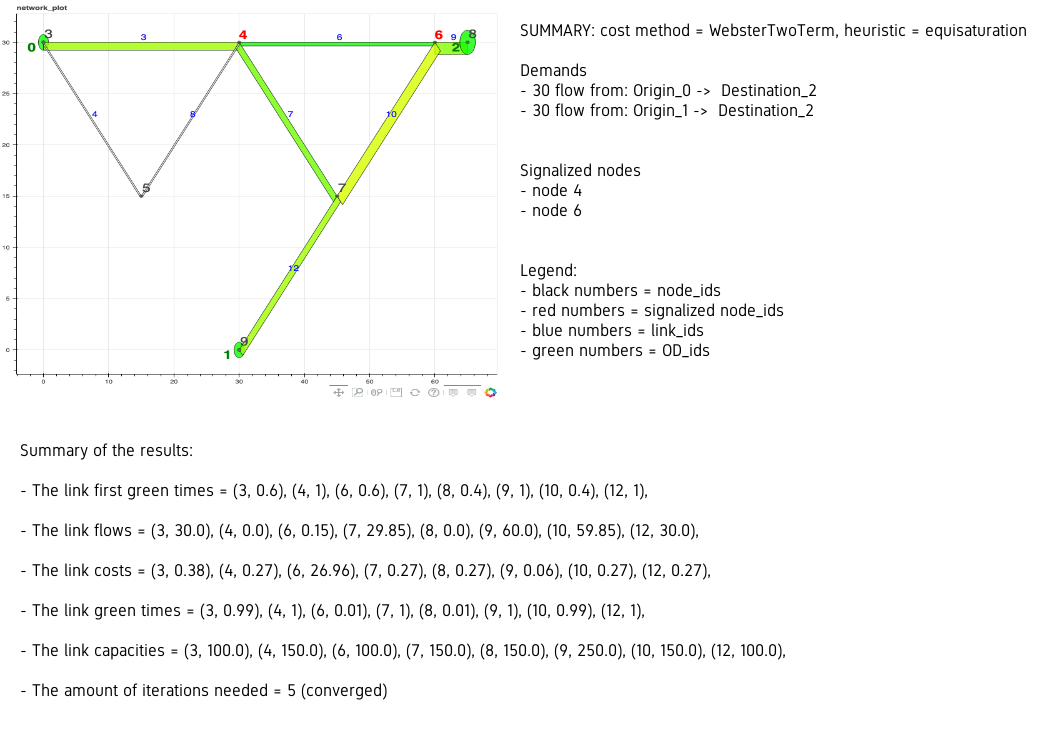 network_plot
3
3
4
6
6
9
8
0
2
30
25
4
8
7
10
20
5
7
15
10
12
5
9
1
0
0
10
20
30
40
50
60
SUMMARY: cost method = WebsterTwoTerm, heuristic = equisaturation
Demands
- 30 flow from: Origin_0 -> Destination_2
- 30 flow from: Origin_1 -> Destination_2
Signalized nodes
- node 4
- node 6
Legend:
- black numbers = node_ids
- red numbers = signalized node_ids
- blue numbers = link_ids
- green numbers = OD_ids
Summary of the results:
- The link first green times = (3, 0.6), (4, 1), (6, 0.6), (7, 1), (8, 0.4), (9, 1), (10, 0.4), (12, 1),
- The link flows = (3, 30.0), (4, 0.0), (6, 0.15), (7, 29.85), (8, 0.0), (9, 60.0), (10, 59.85), (12, 30.0),
- The link costs = (3, 0.38), (4, 0.27), (6, 26.96), (7, 0.27), (8, 0.27), (9, 0.06), (10, 0.27), (12, 0.27),
- The link green times = (3, 0.99), (4, 1), (6, 0.01), (7, 1), (8, 0.01), (9, 1), (10, 0.99), (12, 1),
- The link capacities = (3, 100.0), (4, 150.0), (6, 100.0), (7, 150.0), (8, 150.0), (9, 250.0), (10, 150.0), (12, 100.0),
- The amount of iterations needed = 5 (converged)